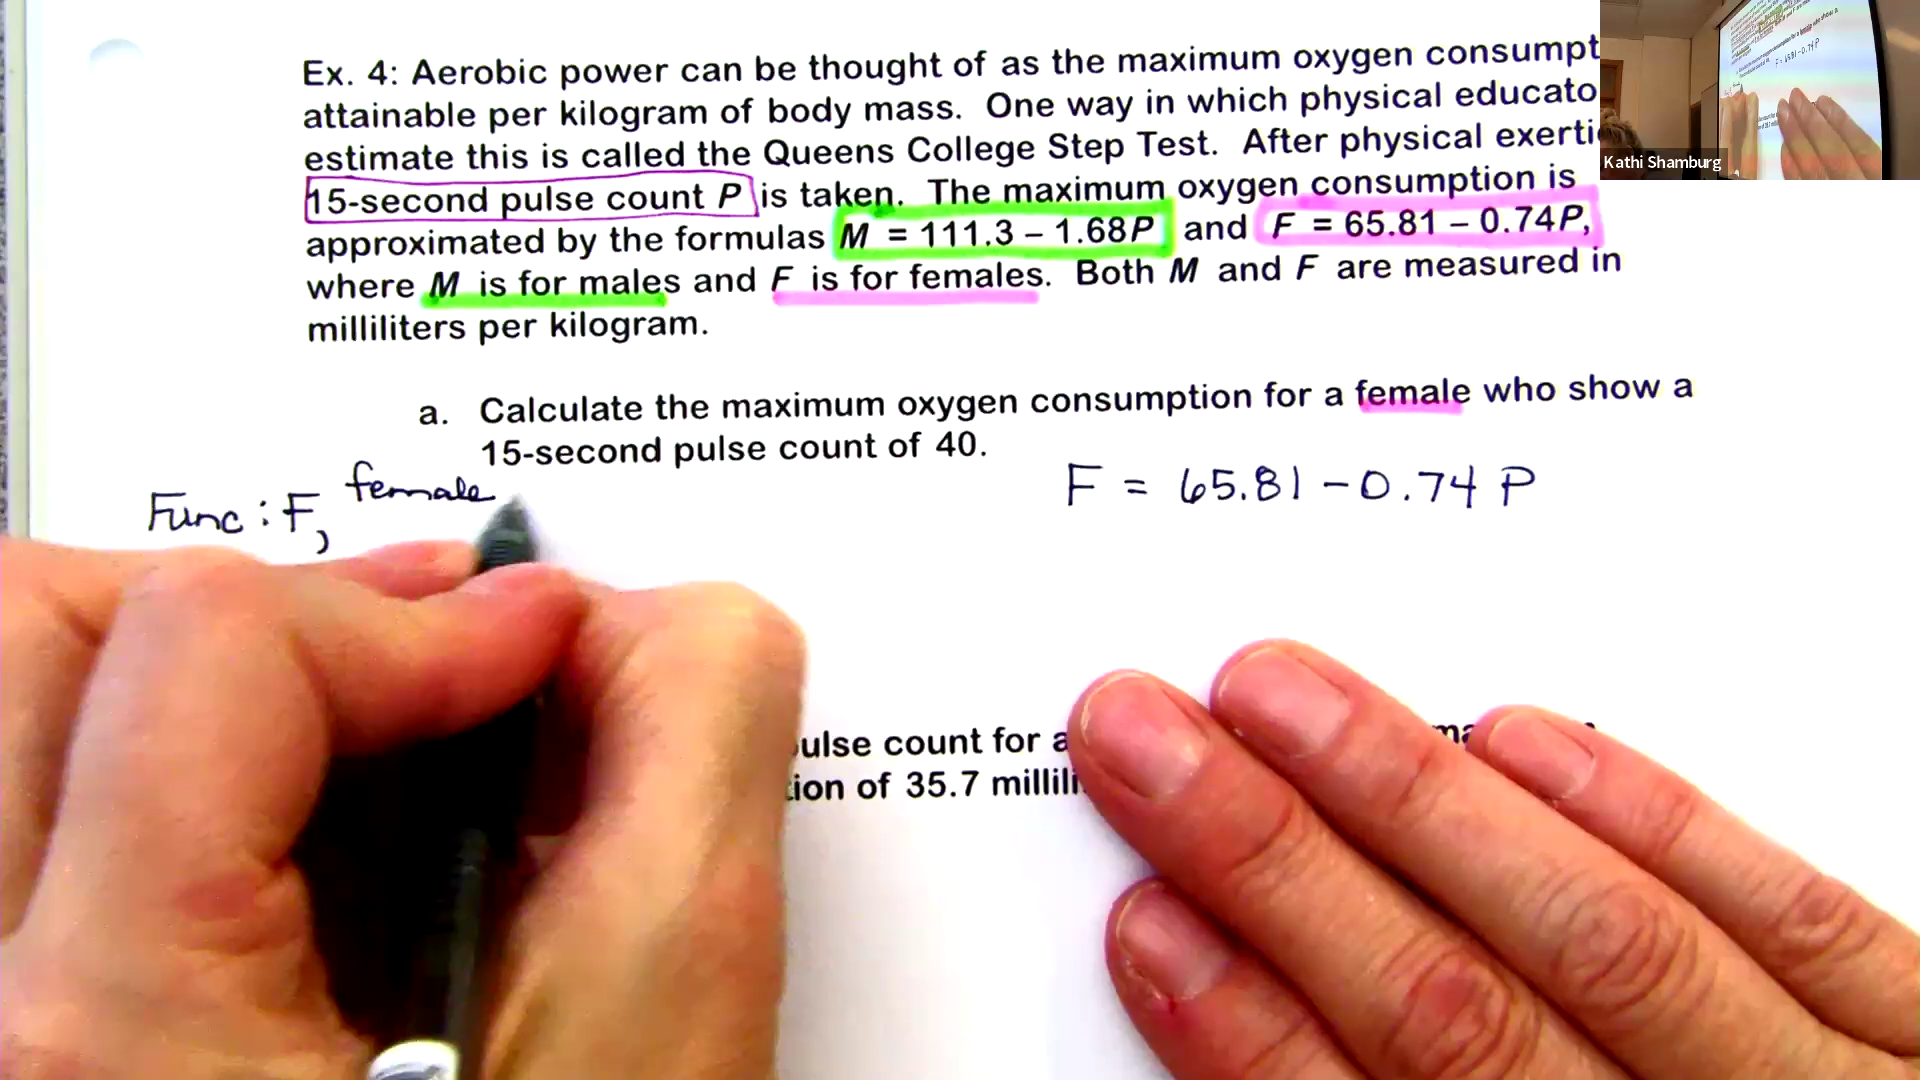 Ex. 4: Aerobic power can be thought of as the maximum oxygen consumpt
attainable per kilogram of body mass. One way in which physical educato
estimate this is called the Queens College Step Test. After physical exerti
15-second pulse count P is taken. The maximum oxygen consumption is
approximated by the formulas M = 111.3 – 1.68P and F = 65.81 – 0.74P,
where M is for males and F is for females. Both M and F are measured in
milliliters per kilogram.
a. Calculate the maximum oxygen consumption for a female who show a
15-second pulse count of 40.
Func : F, female
F = 65.81 - 0.74 P
ulse count for a
ion of 35.7 millili
Kathi Shamburg